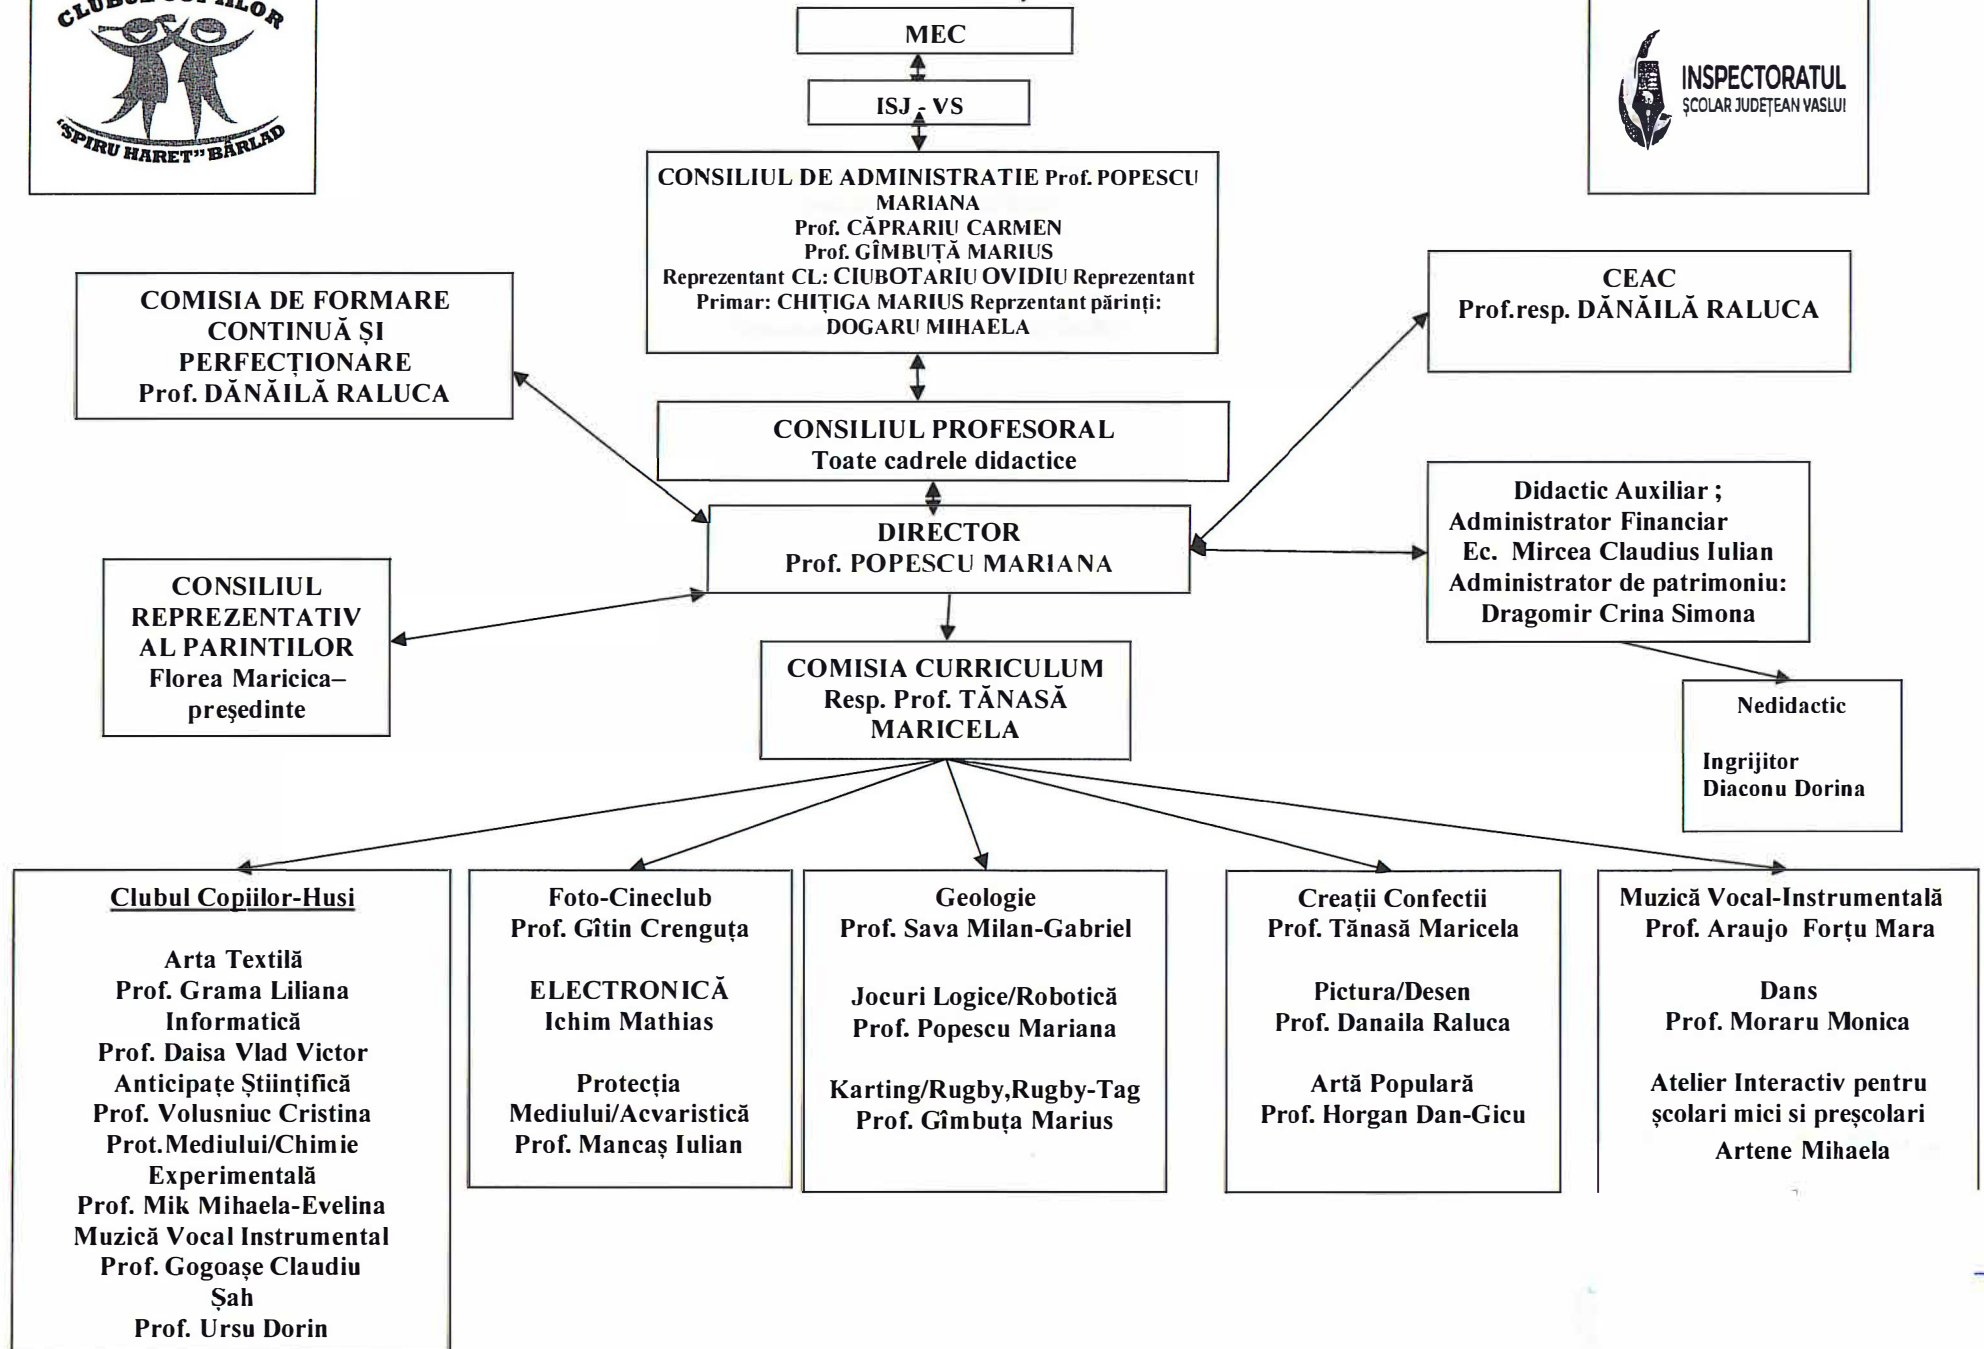 CLUBUL COPIILOR
"SPIRU HARET" BÂRLAD
MEC
ISJ - VS
INSPECTORATUL
ȘCOLAR JUDEȚEAN VASLUI
CONSILIUL DE ADMINISTRATIE Prof. POPESCU
MARIANA
Prof. CĂPRARIU CARMEN
Prof. GÎMBUȚĂ MARIUS
Reprezentant CL: CIUBOTARIU OVIDIU Reprezentant
Primar: CHIȚIGA MARIUS Reprzentant părinți:
DOGARU MIHAELA
COMISIA DE FORMARE
CONTINUĂ ȘI
PERFECȚIONARE
Prof. DĂNĂILĂ RALUCA
CEAC
Prof.resp. DĂNĂILĂ RALUCA
CONSILIUL PROFESORAL
Toate cadrele didactice
DIRECTOR
Prof. POPESCU MARIANA
Didactic Auxiliar ;
Administrator Financiar
Ec. Mircea Claudius Iulian
Administrator de patrimoniu:
Dragomir Crina Simona
CONSILIUL
REPREZENTATIV
AL PARINTILOR
Florea Maricica–
președinte
COMISIA CURRICULUM
Resp. Prof. TĂNASĂ
MARICELA
Nedidactic
Ingrijitor
Diaconu Dorina
Clubul Copiilor-Husi
Arta Textilă
Prof. Grama Liliana
Informatică
Prof. Daisa Vlad Victor
Anticipațe Științifică
Prof. Volusniuc Cristina
Prot.Mediului/Chimie
Experimentală
Prof. Mik Mihaela-Evelina
Muzică Vocal Instrumental
Prof. Gogoașe Claudiu
Șah
Prof. Ursu Dorin
Foto-Cineclub
Prof. Gîtin Crenguța
ELECTRONICĂ
Ichim Mathias
Protecția
Mediului/Acvaristică
Prof. Mancaș Iulian
Geologie
Prof. Sava Milan-Gabriel
Jocuri Logice/Robotică
Prof. Popescu Mariana
Karting/Rugby,Rugby-Tag
Prof. Gîmbuța Marius
Creații Confectii
Prof. Tănasă Maricela
Pictura/Desen
Prof. Danaila Raluca
Artă Populară
Prof. Horgan Dan-Gicu
Muzică Vocal-Instrumentală
Prof. Araujo Forțu Mara
Dans
Prof. Moraru Monica
Atelier Interactiv pentru
școlari mici si preșcolari
Artene Mihaela